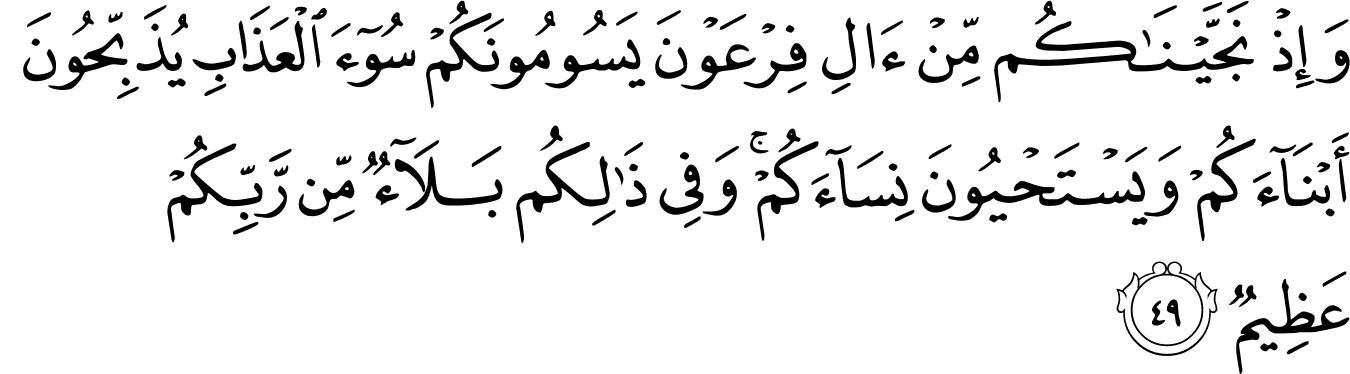 وَإِذْ نَجَّيْنَـٰكُم مِّنْ ءَالِ فِرْعَوْنَ يَسُومُونَكُمْ سُوٓءَ ٱلْعَذَابِ يُذَبِّحُونَ
أَبْنَآءَكُمْ وَيَسْتَحْيُونَ نِسَآءَكُمْ ۚ وَفِى ذَٰلِكُم بَلَآءٌ مِّن رَّبِّكُمْ
عَظِيمٌ ٤٩